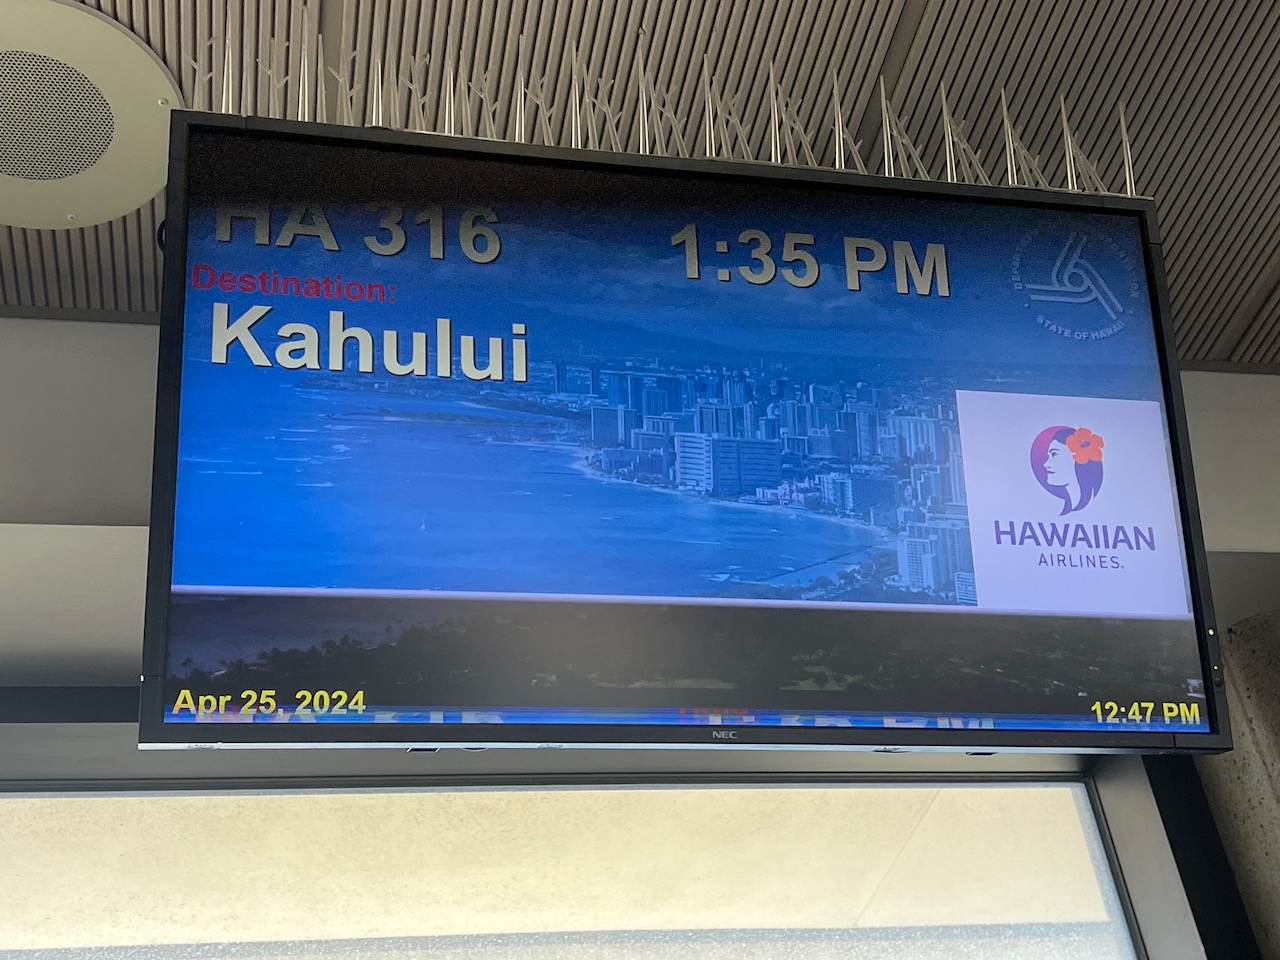 HA 316 1:35 PM
Destination:
Kahului
STATE OF HAWAII
HAWAIIAN
AIRLINES.
Apr 25, 2024 12:47 PM
NEC